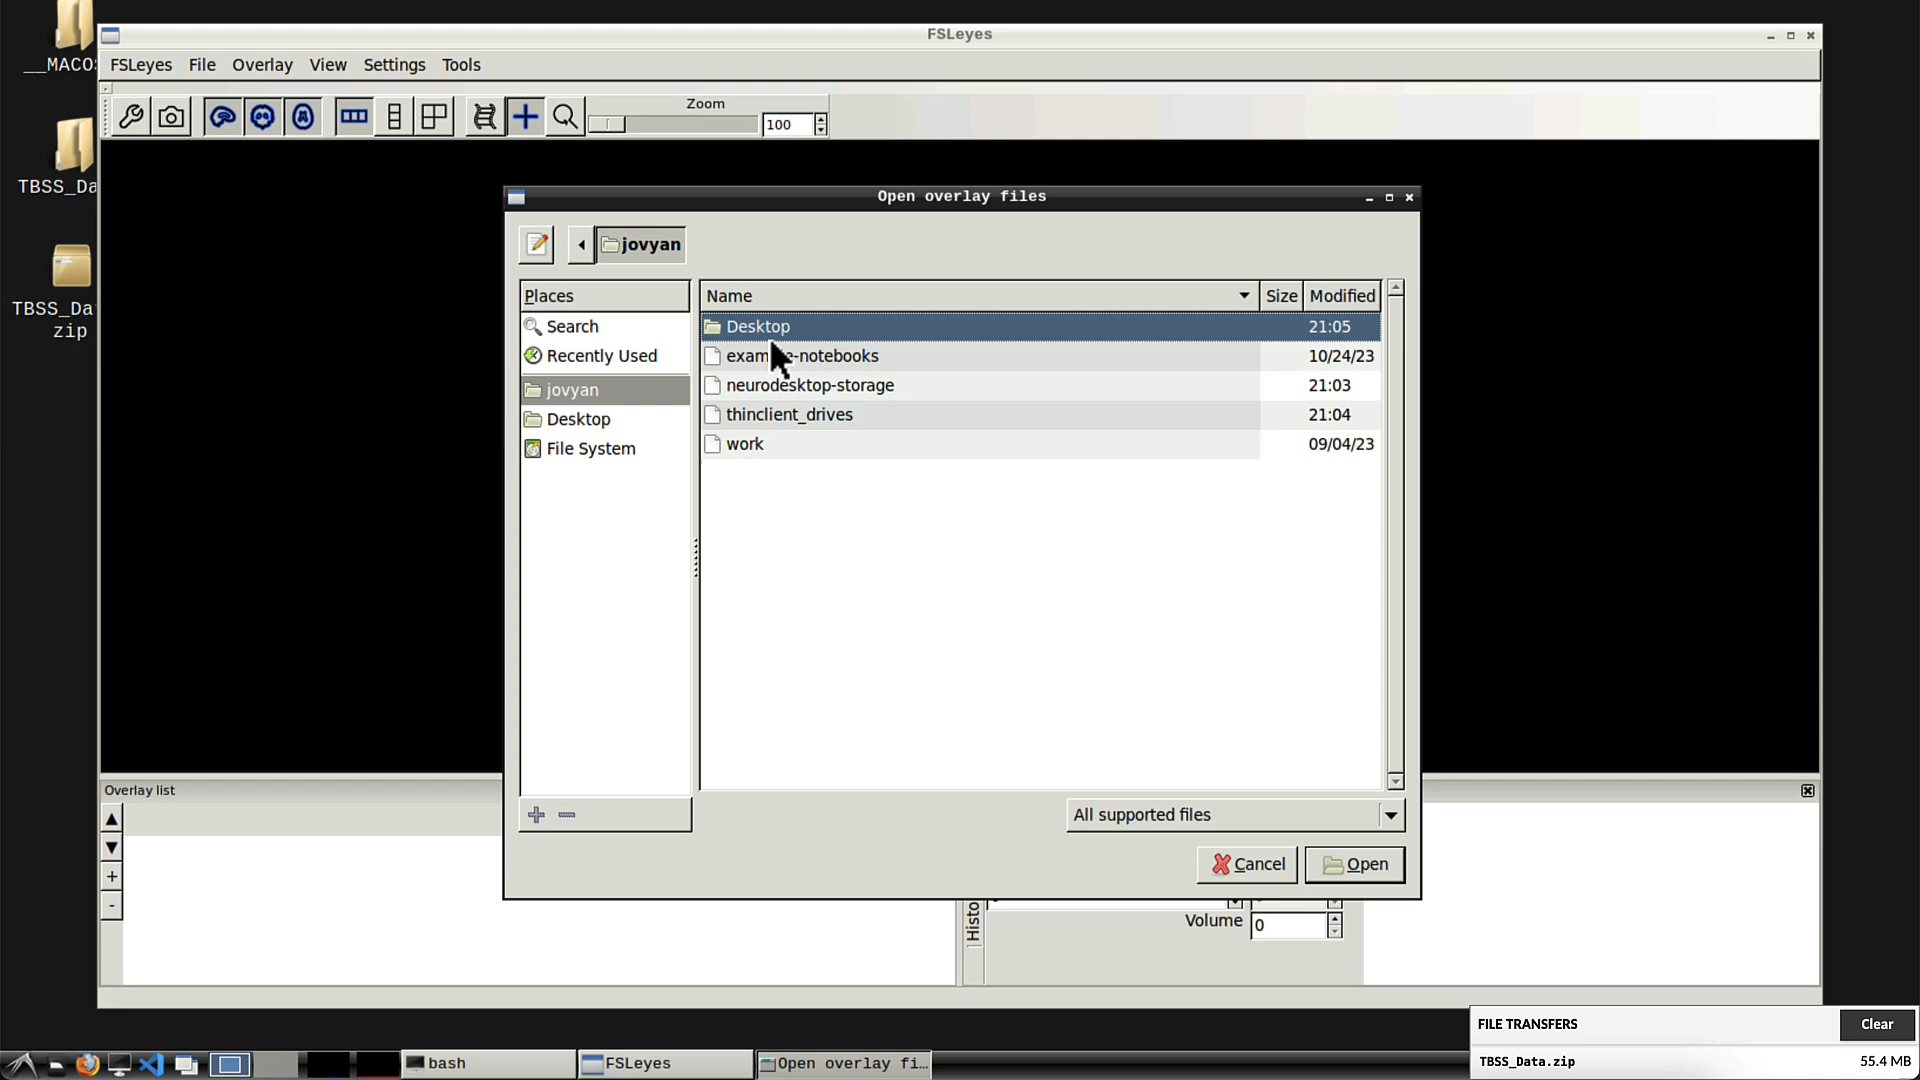 __MACOS
TBSS_Da
TBSS_Da
zip
FSLeyes
FSLeyes File Overlay View Settings Tools
Zoom
100
Open overlay files
jovyan
Places
Search
Recently Used
jovyan
Desktop
File System
Name Size Modified
Desktop 21:05
examp e-notebooks 10/24/23
neurodesktop-storage 21:03
thinclient_drives 21:04
work 09/04/23
All supported files
Cancel Open
Overlay list
+
-
Histo
Volume 0
FILE TRANSFERS Clear
TBSS_Data.zip 55.4 MB
bash FSLeyes Open overlay fi...